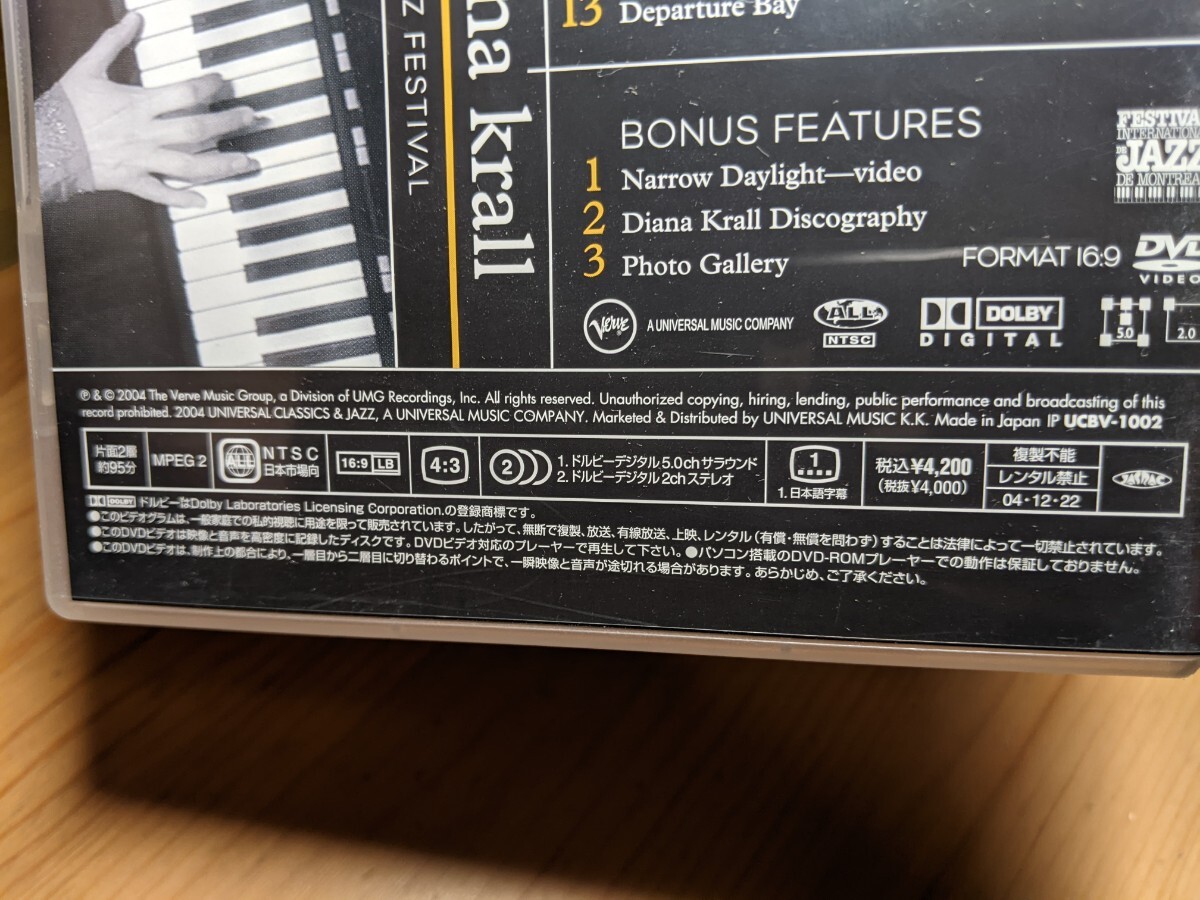 13 Departure Bay
Z FESTIVAL
na krall
BONUS FEATURES
1 Narrow Daylight—video
2 Diana Krall Discography
3 Photo Gallery
FESTIVAL
INTERNATIONAL
DE JAZZ
DE MONTREAL
FORMAT 16:9
DVD
VIDEO
Verve
A UNIVERSAL MUSIC COMPANY
ALL
NTSC
DOLBY
DIGITAL
5.0
2.0
℗ & © 2004 The Verve Music Group, a Division of UMG Recordings, Inc. All rights reserved. Unauthorized copying, hiring, lending, public performance and broadcasting of this
record prohibited. 2004 UNIVERSAL CLASSICS & JAZZ, A UNIVERSAL MUSIC COMPANY. Marketed & Distributed by UNIVERSAL MUSIC K.K. Made in Japan IP UCBV-1002
片面2層
約95分
MPEG 2
ALL
NTSC
日本市場向
16:9 LB
4:3
2
1. ドルビーデジタル 5.0chサラウンド
2. ドルビーデジタル 2chステレオ
1
1. 日本語字幕
税込¥4,200
(税抜¥4,000)
複製不能
レンタル禁止
04・12・22
JASRAC
DOLBY ドルビーはDolby Laboratories Licensing Corporation.の登録商標です。
●このビデオグラムは、一般家庭での私的視聴に用途を限って販売されています。したがって、無断で複製、放送、有線放送、上映、レンタル(有償・無償を問わず)することは法律によって一切禁止されています。
●このDVDビデオは映像と音声を高密度に記録したディスクです。DVDビデオ対応のプレーヤーで再生して下さい。●パソコン搭載のDVD-ROMプレーヤーでの動作は保証しておりません。
●このDVDビデオは、制作上の都合により、一層目から二層目に切り替わるポイントで、一瞬映像と音声が途切れる場合があります。あらかじめ、ご了承ください。